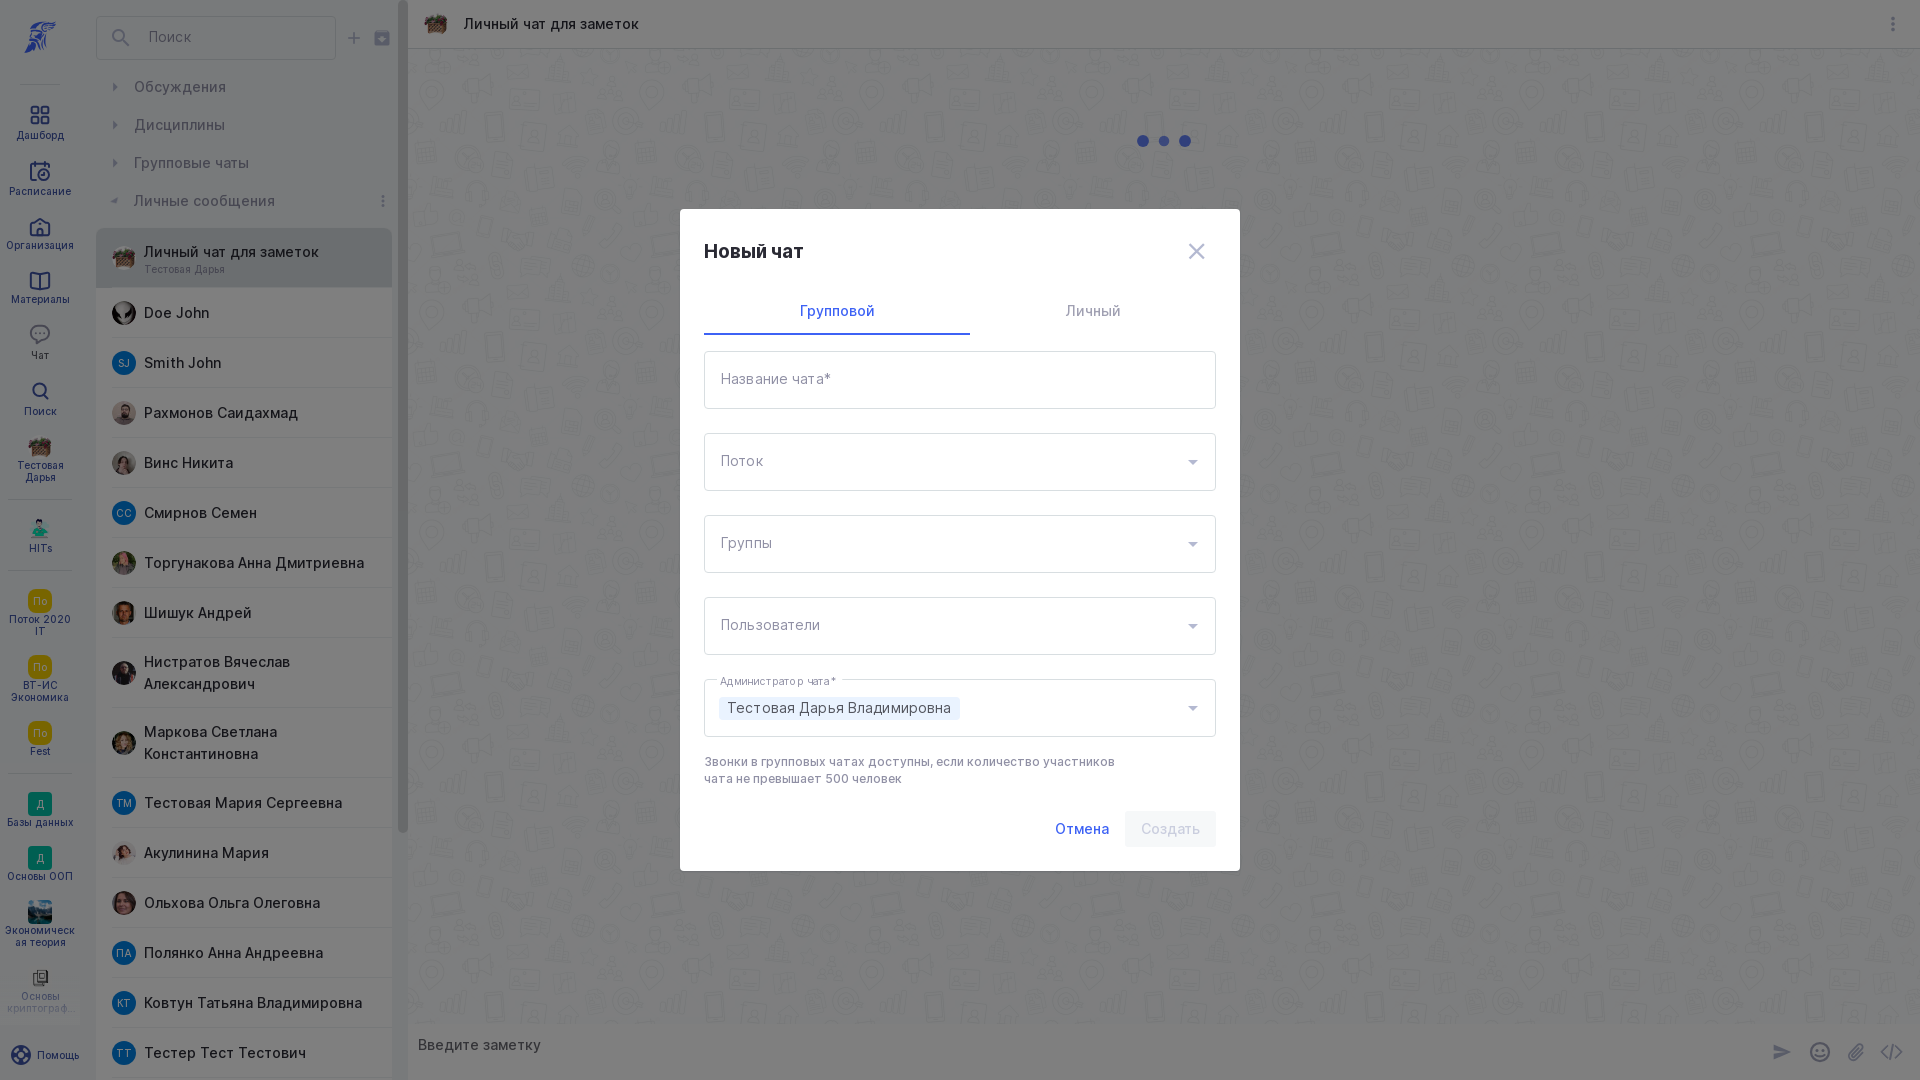 Дашборд
Расписание
Организация
Материалы
Чат
Поиск
Тестовая
Дарья
HITs
По
Поток 2020
IT
По
ВТ-ИС
Экономика
По
Fest
Д
Базы данных
Д
Основы ООП
Экономическ
ая теория
Основы
криптограф...
Помощь
Поиск
Обсуждения
Дисциплины
Групповые чаты
Личные сообщения
Личный чат для заметок
Тестовая Дарья
Doe John
SJ
Smith John
Рахмонов Саидахмад
Винс Никита
СС
Смирнов Семен
Торгунакова Анна Дмитриевна
Шишук Андрей
Нистратов Вячеслав
Александрович
Маркова Светлана
Константиновна
ТМ
Тестовая Мария Сергеевна
Акулинина Мария
Ольхова Ольга Олеговна
ПА
Полянко Анна Андреевна
КТ
Ковтун Татьяна Владимировна
ТТ
Тестер Тест Тестович
Личный чат для заметок
Новый чат
Групповой
Личный
Название чата*
Поток
Группы
Пользователи
Администратор чата*
Тестовая Дарья Владимировна
Звонки в групповых чатах доступны, если количество участников
чата не превышает 500 человек
Отмена
Создать
Введите заметку